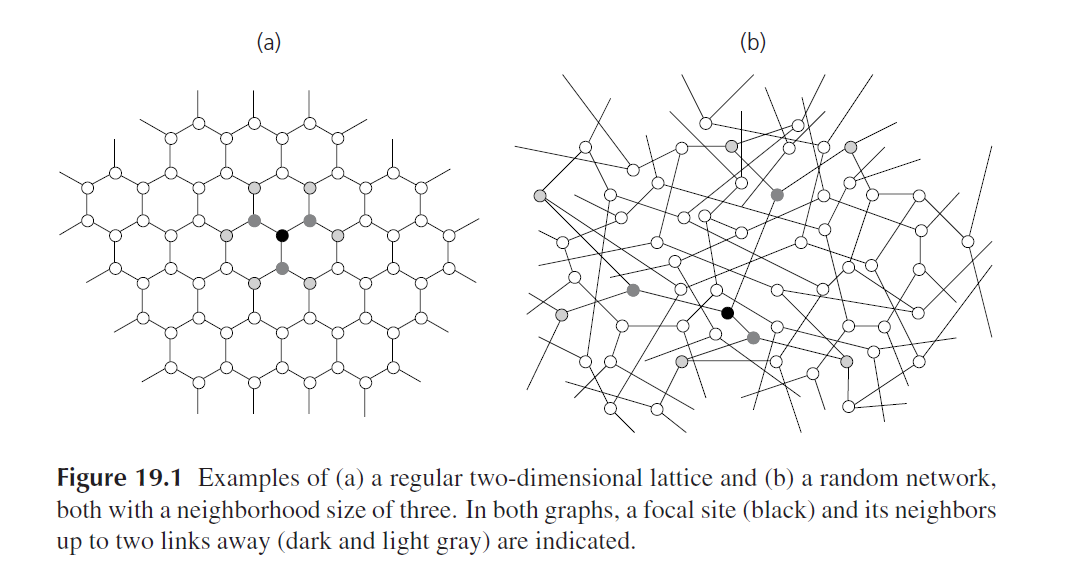 (a)
(b)
Figure 19.1 Examples of (a) a regular two-dimensional lattice and (b) a random network,
both with a neighborhood size of three. In both graphs, a focal site (black) and its neighbors
up to two links away (dark and light gray) are indicated.